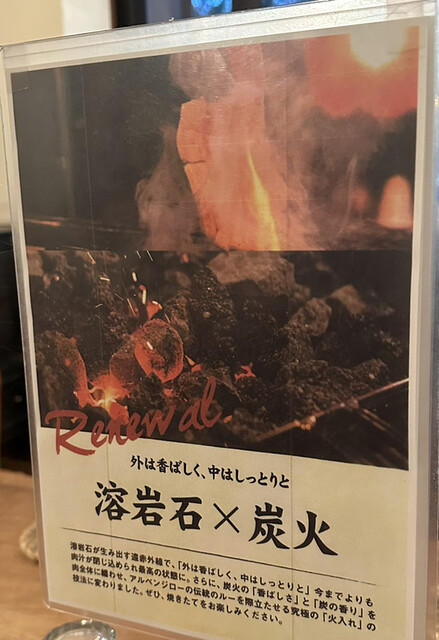 Renewal
外は香ばしく、中はしっとりと
溶岩石×炭火
溶岩石が生み出す遠赤外線で、「外は香ばしく、中はしっとりと」今までよりも
肉汁が閉じ込められ最高の状態に。さらに、炭火の「香ばしさ」と「炭の香り」を
肉全体に纏わせ、アルペンジローの伝統のルーを際立たせる究極の「火入れ」の
技法に変わりました。ぜひ、焼きたてをお楽しみください。